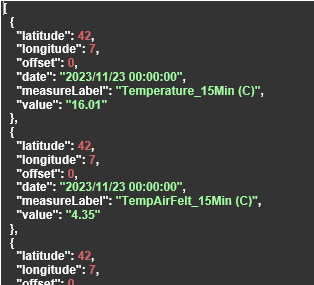 [
{
"latitude": 42,
"longitude": 7,
"offset": 0,
"date": "2023/11/23 00:00:00",
"measureLabel": "Temperature_15Min (C)",
"value": "16.01"
},
{
"latitude": 42,
"longitude": 7,
"offset": 0,
"date": "2023/11/23 00:00:00",
"measureLabel": "TempAirFelt_15Min (C)",
"value": "4.35"
},
{
"latitude": 42,
"longitude": 7,
"offset": 0